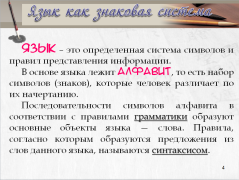 Язык как знаковая система
ЯЗЫК – это определенная система символов и
правил представления информации.
В основе языка лежит АЛФАВИТ, то есть набор
символов (знаков), которые человек различает по
их начертанию.
Последовательности символов алфавита в
соответствии с правилами грамматики образуют
основные объекты языка — слова. Правила,
согласно которым образуются предложения из
слов данного языка, называются синтаксисом.
4